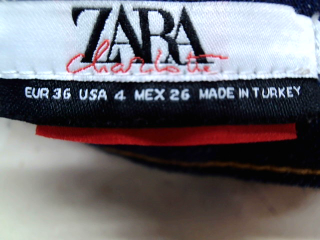 ZARA
Charlotte
EUR 36 USA 4 MEX 26 MADE IN TURKEY